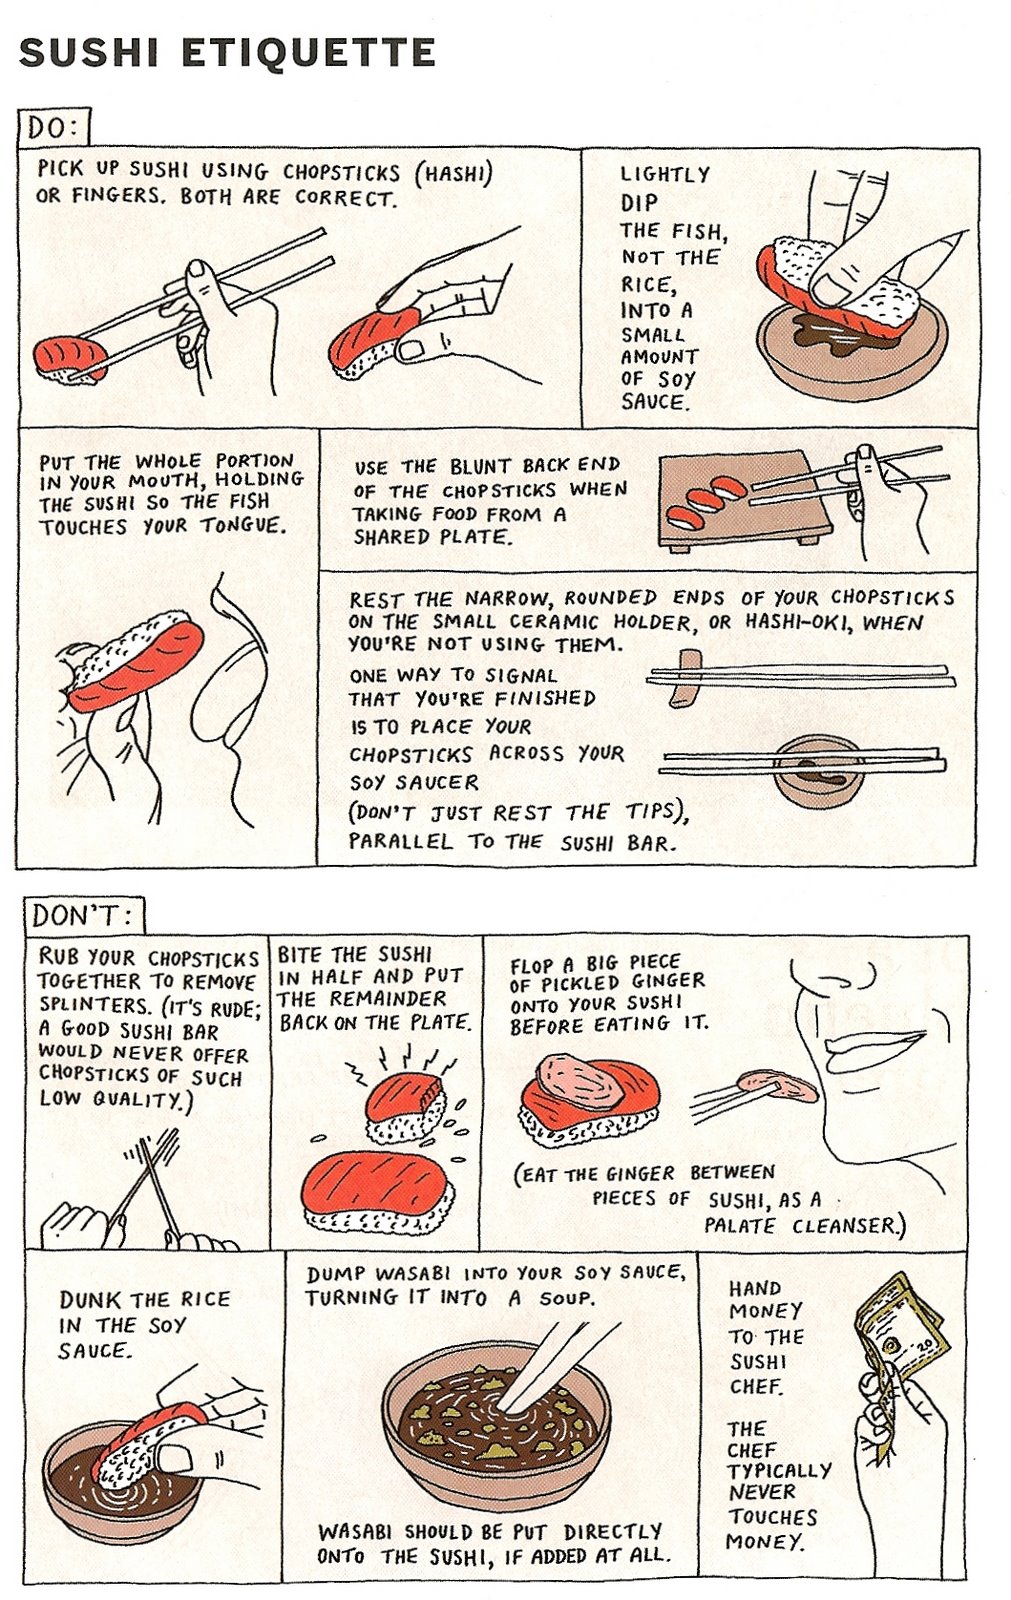 SUSHI ETIQUETTE
DO:
PICK UP SUSHI USING CHOPSTICKS (HASHI)
OR FINGERS. BOTH ARE CORRECT.
LIGHTLY
DIP
THE FISH,
NOT THE
RICE,
INTO A
SMALL
AMOUNT
OF SOY
SAUCE.
PUT THE WHOLE PORTION
IN YOUR MOUTH, HOLDING
THE SUSHI SO THE FISH
TOUCHES YOUR TONGUE.
USE THE BLUNT BACK END
OF THE CHOPSTICKS WHEN
TAKING FOOD FROM A
SHARED PLATE.
REST THE NARROW, ROUNDED ENDS OF YOUR CHOPSTICKS
ON THE SMALL CERAMIC HOLDER, OR HASHI-OKI, WHEN
YOU'RE NOT USING THEM.
ONE WAY TO SIGNAL
THAT YOU'RE FINISHED
IS TO PLACE YOUR
CHOPSTICKS ACROSS YOUR
SOY SAUCER
(DON'T JUST REST THE TIPS),
PARALLEL TO THE SUSHI BAR.
DON'T:
RUB YOUR CHOPSTICKS
TOGETHER TO REMOVE
SPLINTERS. (IT'S RUDE;
A GOOD SUSHI BAR
WOULD NEVER OFFER
CHOPSTICKS OF SUCH
LOW QUALITY.)
BITE THE SUSHI
IN HALF AND PUT
THE REMAINDER
BACK ON THE PLATE.
FLOP A BIG PIECE
OF PICKLED GINGER
ONTO YOUR SUSHI
BEFORE EATING IT.
(EAT THE GINGER BETWEEN
PIECES OF SUSHI, AS A
PALATE CLEANSER.)
DUNK THE RICE
IN THE SOY
SAUCE.
DUMP WASABI INTO YOUR SOY SAUCE,
TURNING IT INTO A SOUP.
WASABI SHOULD BE PUT DIRECTLY
ONTO THE SUSHI, IF ADDED AT ALL.
HAND
MONEY
TO THE
SUSHI
CHEF.
THE
CHEF
TYPICALLY
NEVER
TOUCHES
MONEY.
20